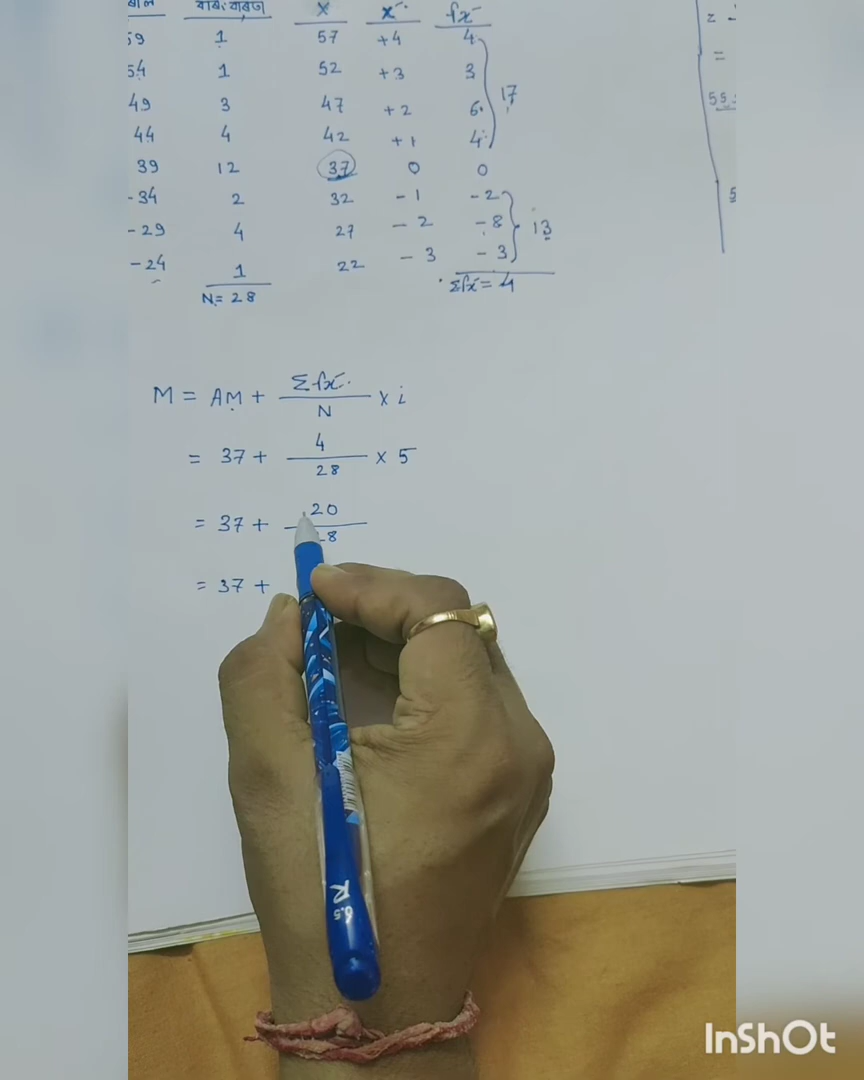 x x′ fx′
59 1 57 +4 4
54 1 52 +3 3
49 3 47 +2 6 17
44 4 42 +1 4
39 12 37 0 0
-34 2 32 -1 -2
-29 4 27 -2 -8 13
-24 1 22 -3 -3
N = 28 Σfx′ = 4
M = AM + Σfx′/N × i
= 37 + 4/28 × 5
= 37 + 20/28
= 37 +
R 0.5
InShOt